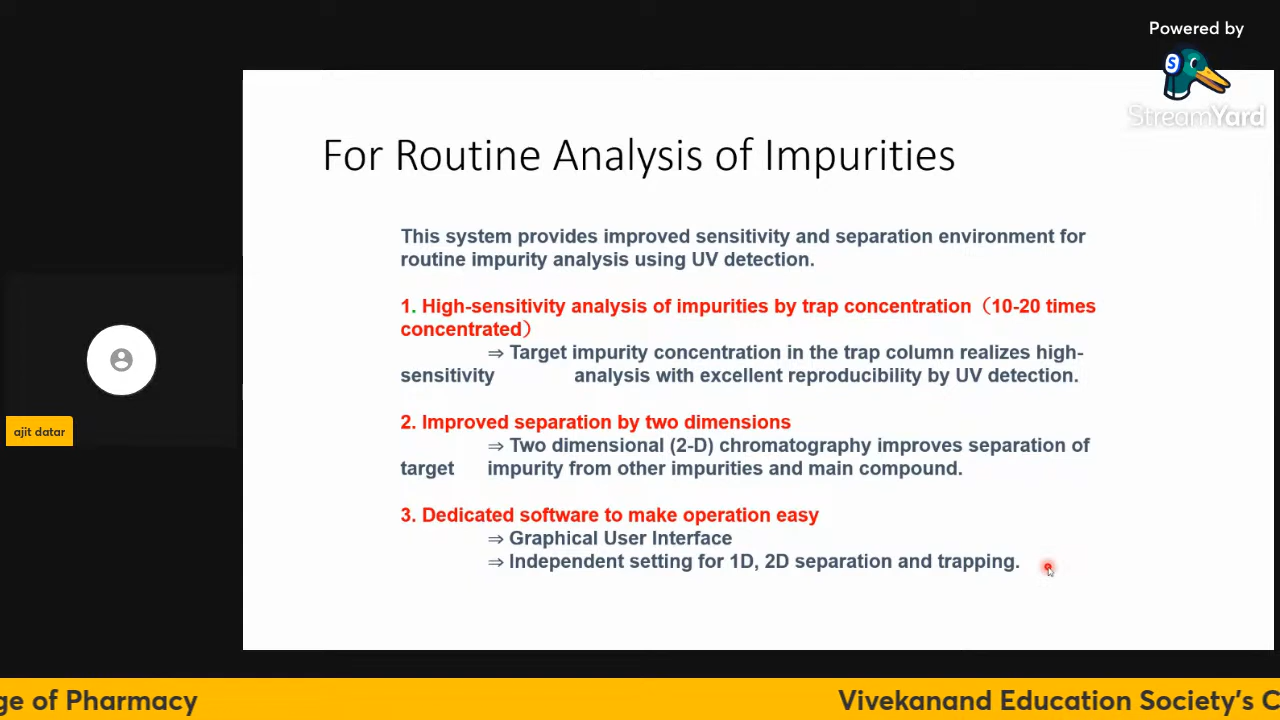 Powered by
StreamYard
For Routine Analysis of Impurities
This system provides improved sensitivity and separation environment for
routine impurity analysis using UV detection.
1. High-sensitivity analysis of impurities by trap concentration（10-20 times
concentrated）
⇒ Target impurity concentration in the trap column realizes high-
sensitivity analysis with excellent reproducibility by UV detection.
2. Improved separation by two dimensions
⇒ Two dimensional (2-D) chromatography improves separation of
target impurity from other impurities and main compound.
3. Dedicated software to make operation easy
⇒ Graphical User Interface
⇒ Independent setting for 1D, 2D separation and trapping.
ajit datar
ge of Pharmacy Vivekanand Education Society's C